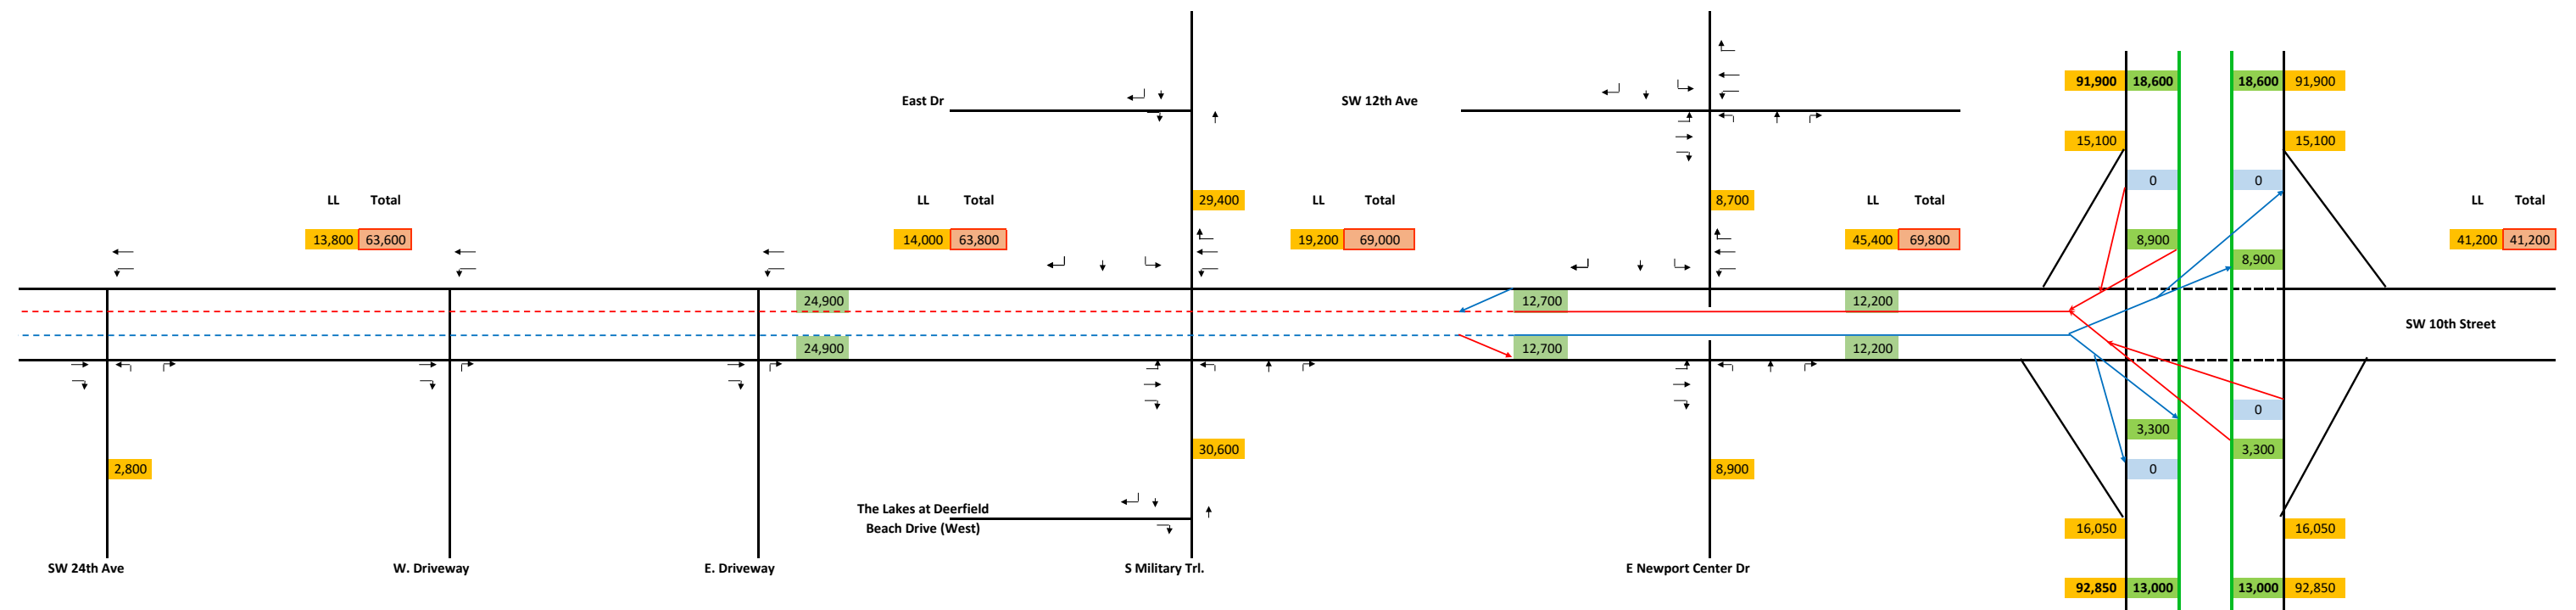 91,900 18,600 18,600 91,900
East Dr
SW 12th Ave
15,100 15,100
0 0
LL Total
LL Total
29,400
LL Total
8,700
LL Total
LL Total
13,800 63,600
14,000 63,800
19,200 69,000
45,400 69,800
8,900
41,200 41,200
8,900
24,900
12,700
12,200
SW 10th Street
24,900
12,700
12,200
0
3,300
30,600
3,300
2,800
8,900
0
The Lakes at Deerfield
Beach Drive (West)
16,050 16,050
SW 24th Ave
W. Driveway
E. Driveway
S Military Trl.
E Newport Center Dr
92,850 13,000 13,000 92,850